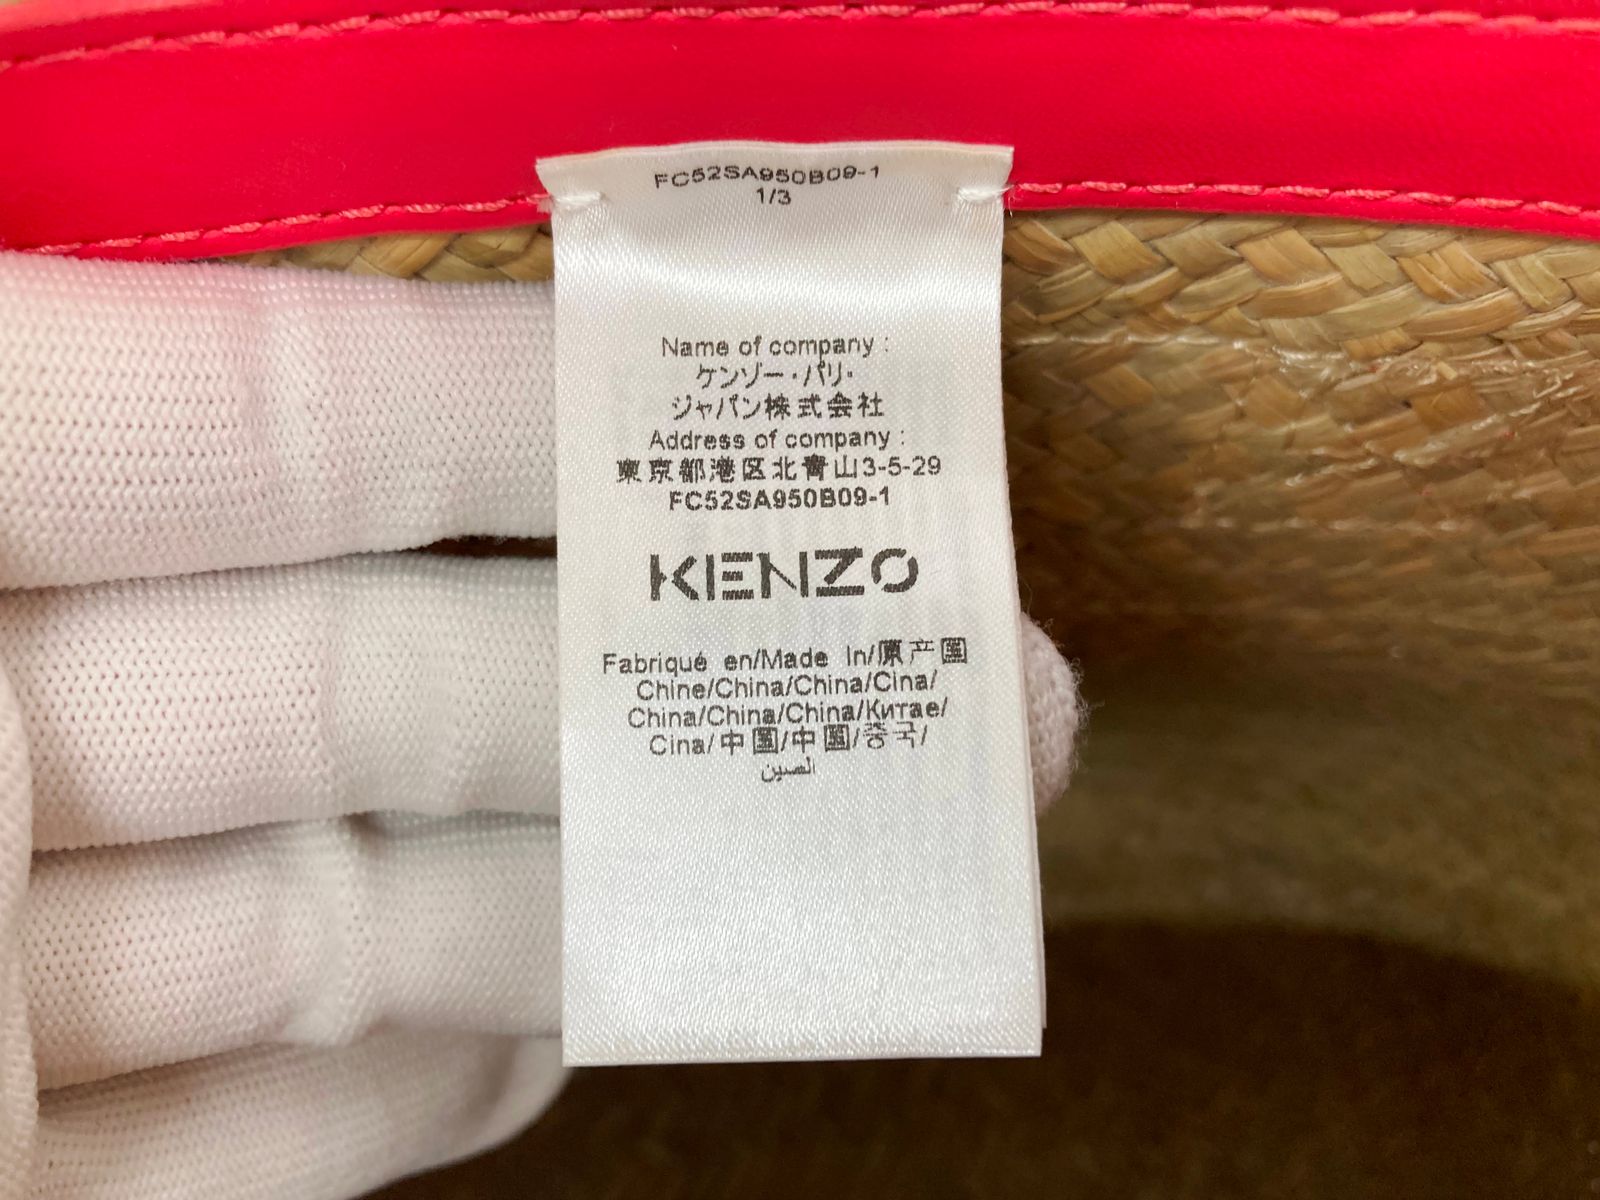 FC52SA950B09-1
1/3
Name of company :
ケンゾー・パリ・
ジャパン株式会社
Address of company :
東京都港区北青山3-5-29
FC52SA950B09-1
KENZO
Fabriqué en/Made In/原产国
Chine/China/China/Cina/
China/China/China/Китае/
Cina/中国/中国/중국/
الصين